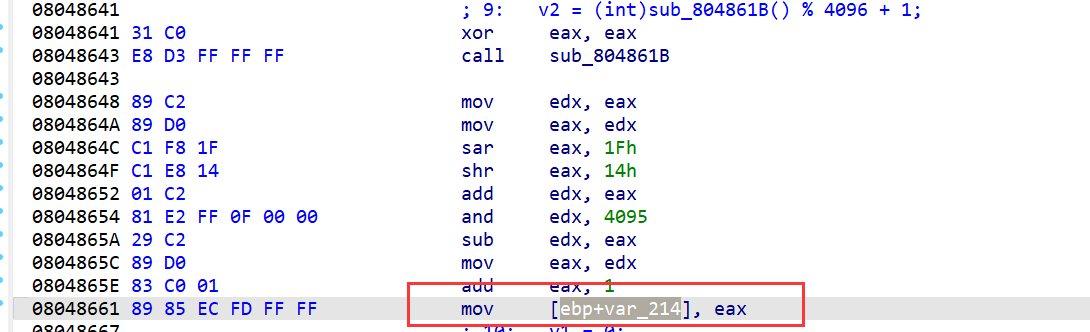 08048641 ; 9: v2 = (int)sub_804861B() % 4096 + 1;
08048641 31 C0 xor eax, eax
08048643 E8 D3 FF FF FF call sub_804861B
08048643
08048648 89 C2 mov edx, eax
0804864A 89 D0 mov eax, edx
0804864C C1 F8 1F sar eax, 1Fh
0804864F C1 E8 14 shr eax, 14h
08048652 01 C2 add edx, eax
08048654 81 E2 FF 0F 00 00 and edx, 4095
0804865A 29 C2 sub edx, eax
0804865C 89 D0 mov eax, edx
0804865E 83 C0 01 add eax, 1
08048661 89 85 EC FD FF FF mov [ebp+var_214], eax
08048667 ; 10: v1 = 0;